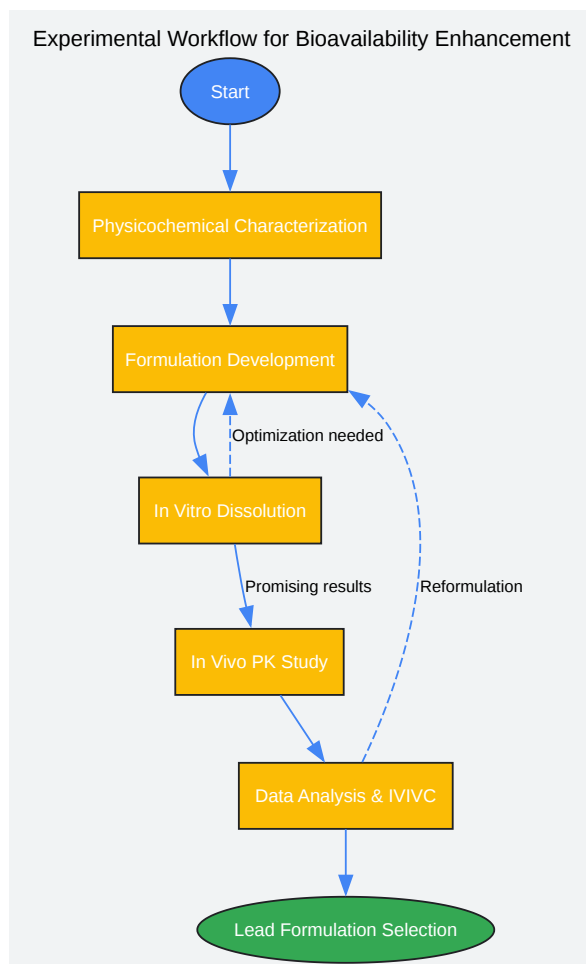 Experimental Workflow for Bioavailability Enhancement
Start
Physicochemical Characterization
Formulation Development
Optimization needed
In Vitro Dissolution
Promising results
Reformulation
In Vivo PK Study
Data Analysis & IVIVC
Lead Formulation Selection